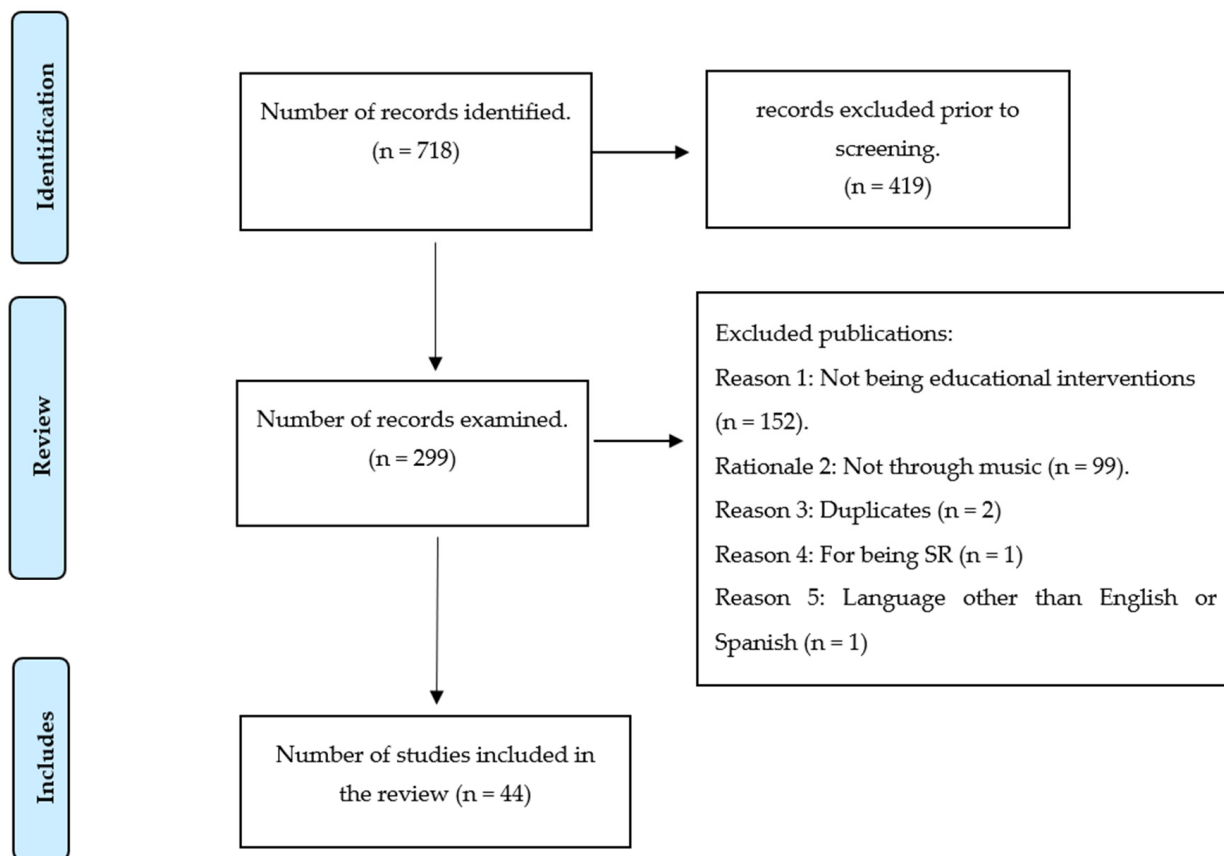 Identification
Number of records identified.
(n = 718)
records excluded prior to
screening.
(n = 419)
Review
Number of records examined.
(n = 299)
Excluded publications:
Reason 1: Not being educational interventions
(n = 152).
Rationale 2: Not through music (n = 99).
Reason 3: Duplicates (n = 2)
Reason 4: For being SR (n = 1)
Reason 5: Language other than English or
Spanish (n = 1)
Includes
Number of studies included in
the review (n = 44)